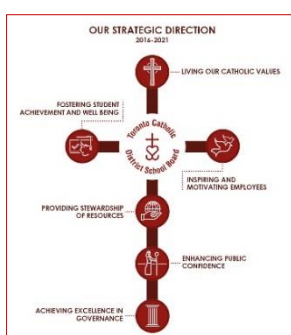 OUR STRATEGIC DIRECTION
2016-2021
LIVING OUR CATHOLIC VALUES
FOSTERING STUDENT
ACHIEVEMENT AND WELL BEING
Toronto Catholic
District School Board
INSPIRING AND
MOTIVATING EMPLOYEES
PROVIDING STEWARDSHIP
OF RESOURCES
ENHANCING PUBLIC
CONFIDENCE
ACHIEVING EXCELLENCE IN
GOVERNANCE